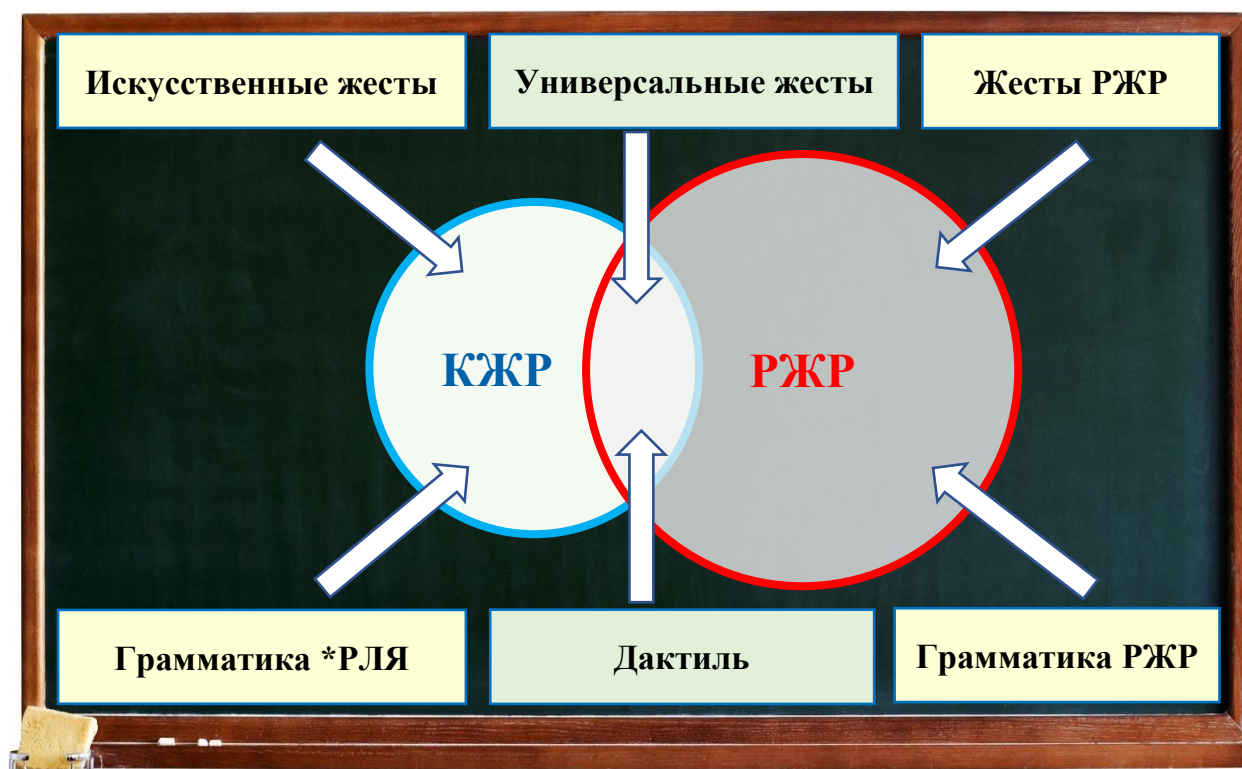 Искусственные жесты
Универсальные жесты
Жесты РЖР
КЖР
РЖР
Грамматика *РЛЯ
Дактиль
Грамматика РЖР